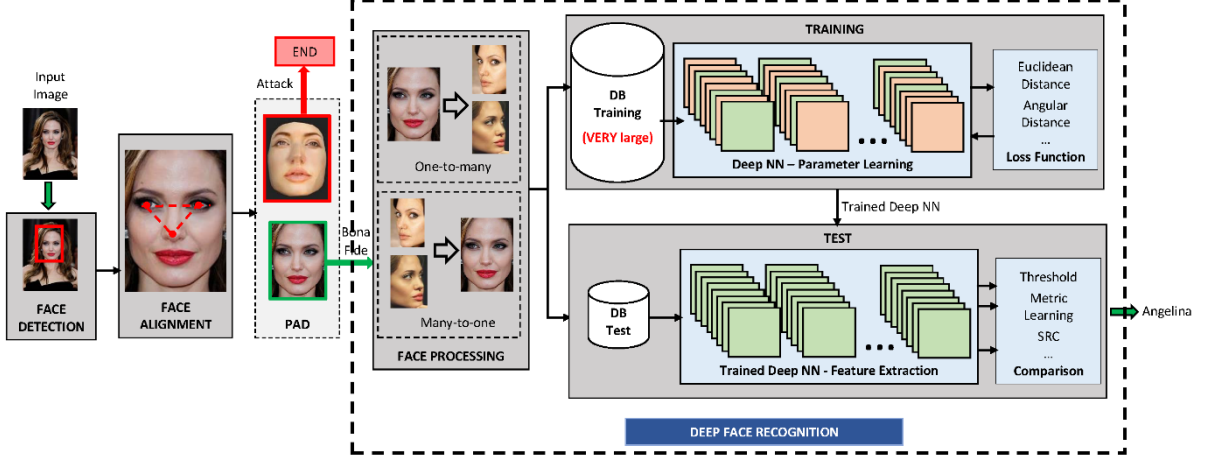 Input
Image
FACE
DETECTION
FACE
ALIGNMENT
END
Attack
PAD
Bona
Fide
One-to-many
Many-to-one
FACE PROCESSING
TRAINING
DB
Training
(VERY large)
...
Deep NN – Parameter Learning
Euclidean
Distance
Angular
Distance
...
Loss Function
Trained Deep NN
TEST
DB
Test
...
Trained Deep NN - Feature Extraction
Threshold
Metric
Learning
SRC
...
Comparison
Angelina
DEEP FACE RECOGNITION